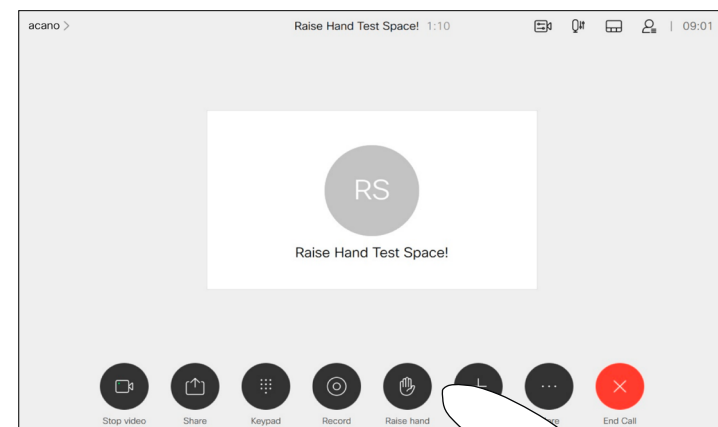 acano >
Raise Hand Test Space! 1:10
| 09:01
RS
Raise Hand Test Space!
Stop video
Share
Keypad
Record
Raise hand
End Call